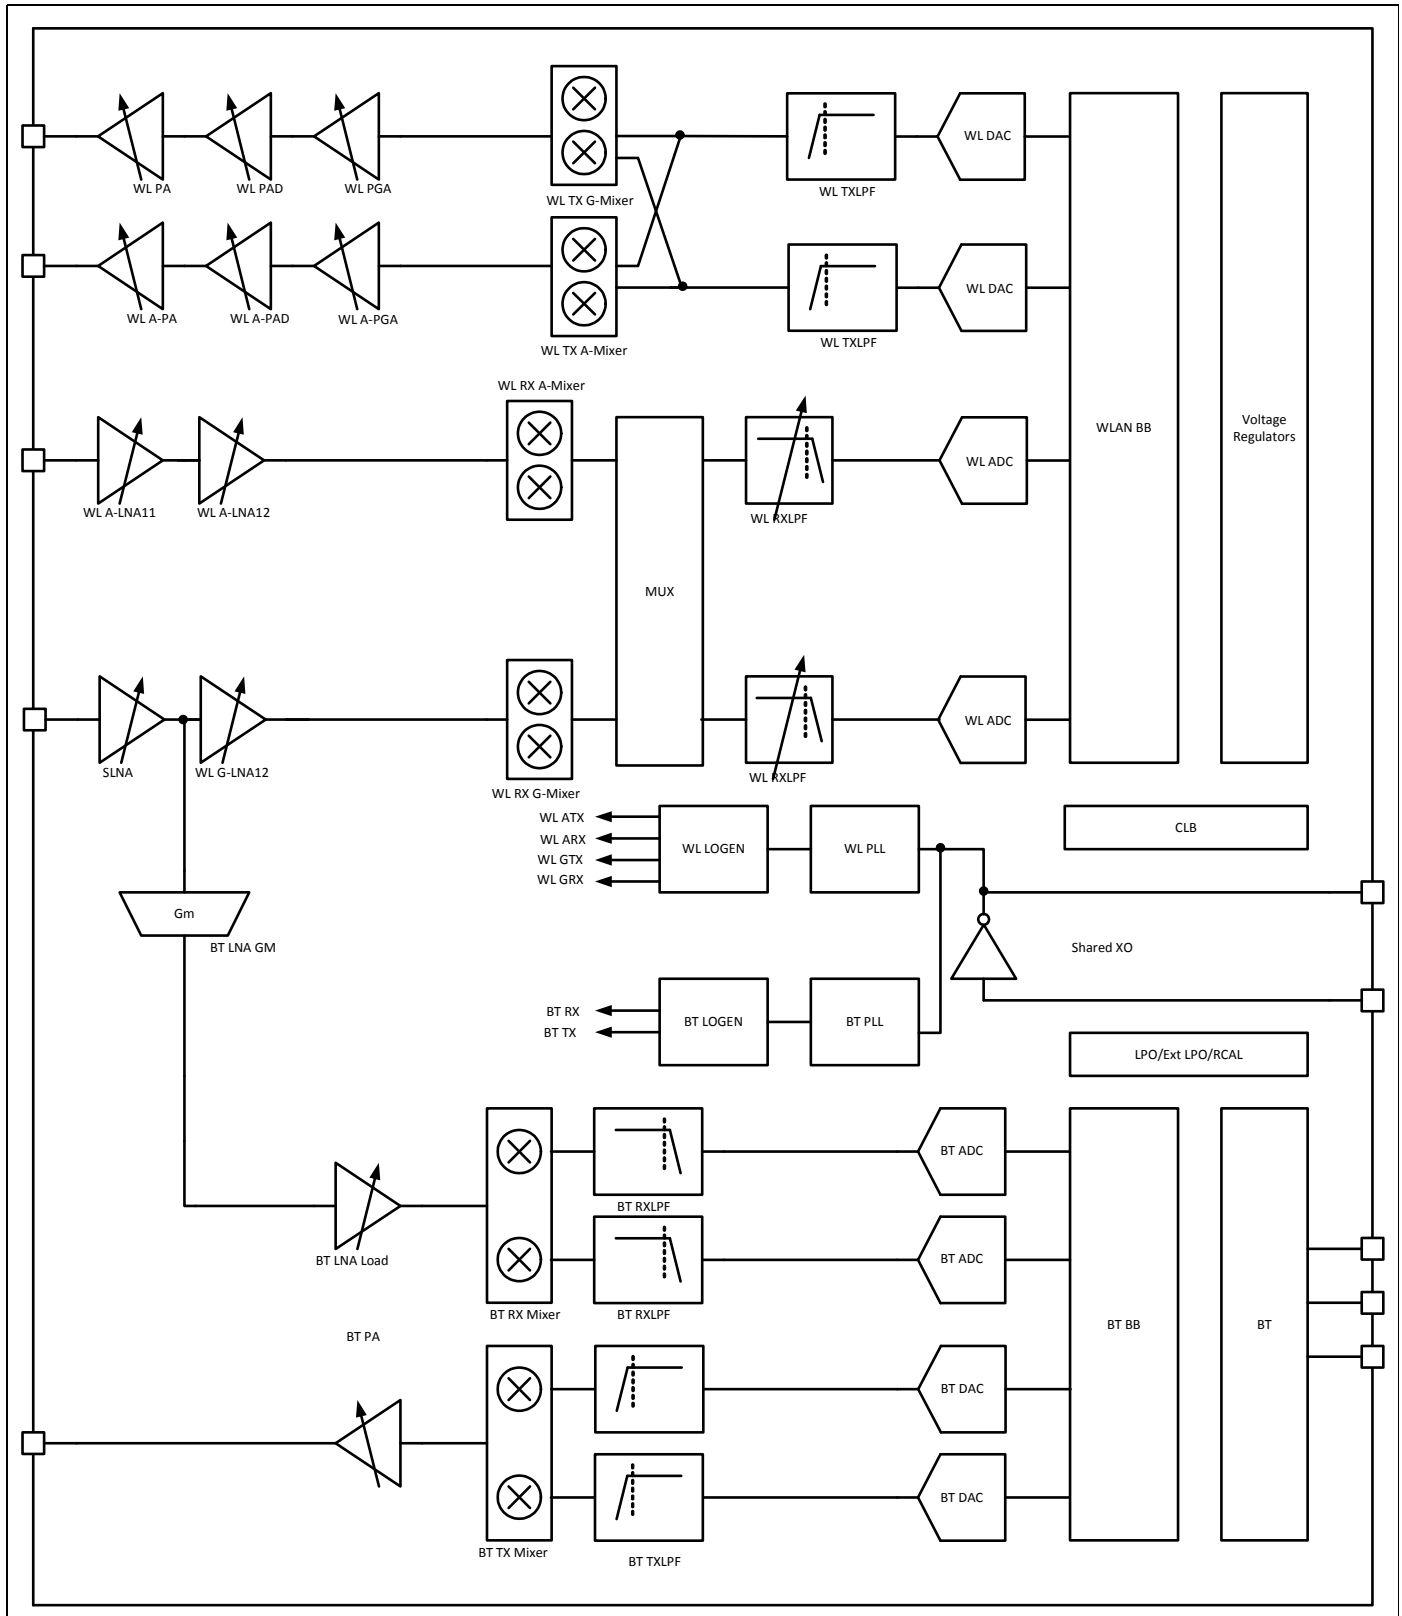 WL DAC
WL PA
WL PAD
WL PGA
WL TXLPF
WL TX G-Mixer
WL DAC
WL A-PA
WL A-PAD
WL A-PGA
WL TXLPF
WL TX A-Mixer
WL RX A-Mixer
WLAN BB
Voltage
Regulators
WL ADC
WL A-LNA11
WL A-LNA12
WL RXLPF
MUX
WL ADC
SLNA
WL G-LNA12
WL RXLPF
WL RX G-Mixer
WL ATX
WL ARX
WL GTX
WL GRX
WL LOGEN
WL PLL
CLB
Gm
BT LNA GM
Shared XO
BT RX
BT TX
BT LOGEN
BT PLL
LPO/Ext LPO/RCAL
BT ADC
BT RXLPF
BT LNA Load
BT ADC
BT RX Mixer
BT RXLPF
BT PA
BT BB
BT
BT DAC
BT DAC
BT TX Mixer
BT TXLPF